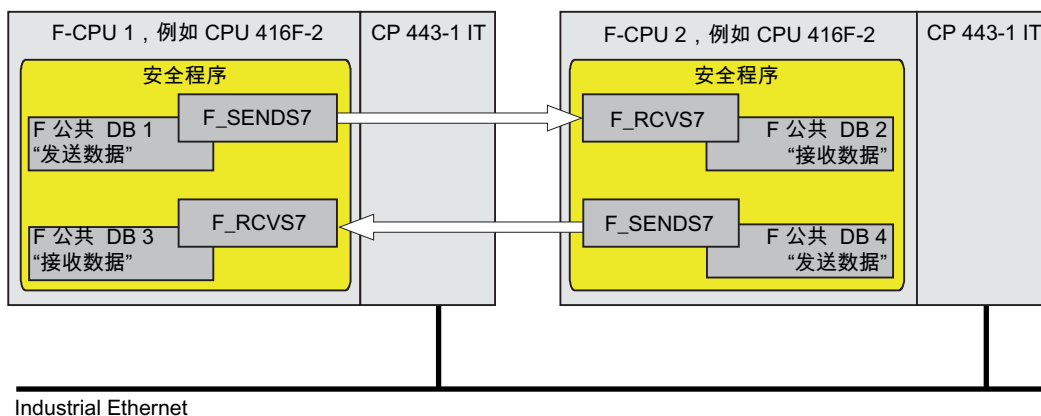 F-CPU 1，例如 CPU 416F-2
CP 443-1 IT
安全程序
F_SENDS7
F 公共 DB 1
“发送数据”
F_RCVS7
F 公共 DB 3
“接收数据”
F-CPU 2，例如 CPU 416F-2
CP 443-1 IT
安全程序
F_RCVS7
F 公共 DB 2
“接收数据”
F_SENDS7
F 公共 DB 4
“发送数据”
Industrial Ethernet